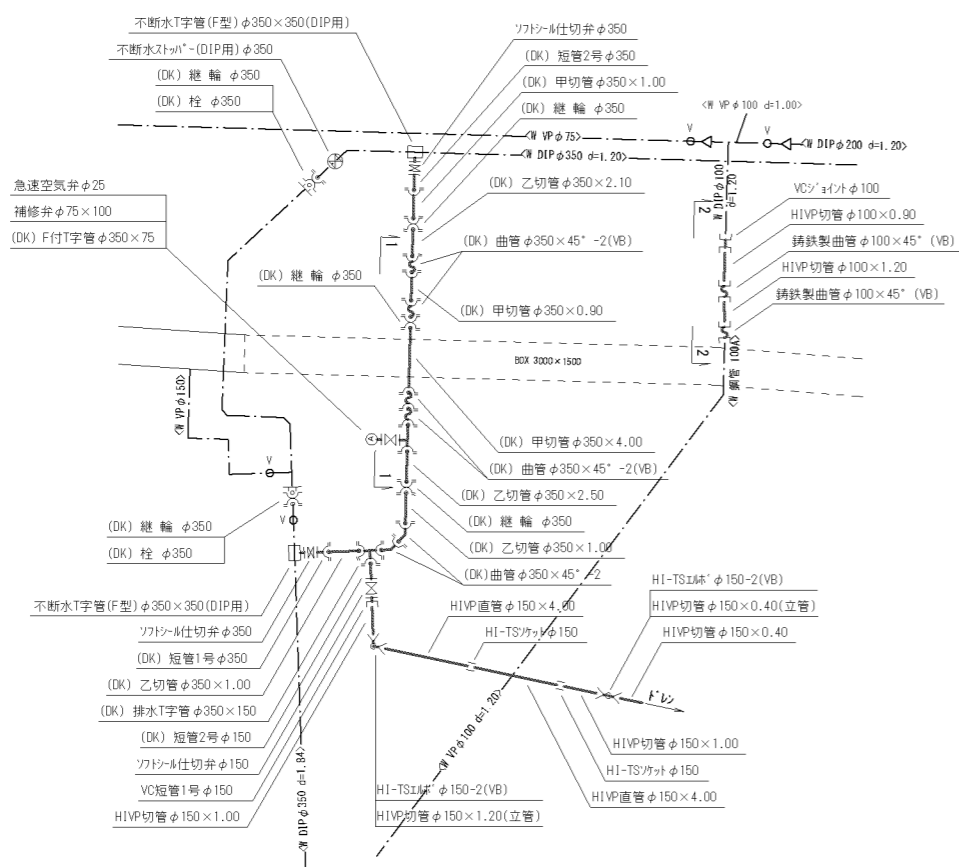 不断水T字管(F型)φ350×350(DIP用)
不断水ストッパｰ(DIP用)φ350
(DK) 継 輪 φ350
(DK) 栓 φ350
ソフトシール仕切弁φ350
(DK) 短管2号φ350
(DK) 甲切管φ350×1.00
(DK) 継 輪 φ350
<W VPφ100 d=1.00>
V
V
<W VPφ75>
<W DIPφ200 d=1.20>
<W DIPφ350 d=1.20>
急速空気弁φ25
補修弁φ75×100
(DK) F付T字管φ350×75
(DK) 乙切管φ350×2.10
(DK) 曲管φ350×45°-2(VB)
(DK) 継 輪 φ350
(DK) 甲切管φ350×0.90
1
<W DIPφ100 d=1.20>
2
VCジョイントφ100
HIVP切管φ100×0.90
鋳鉄製曲管φ100×45°(VB)
HIVP切管φ100×1.20
鋳鉄製曲管φ100×45°(VB)
2
BOX 3000×1500
<W 鋼管 100A>
<W VPφ150>
V
A
1
(DK) 甲切管φ350×4.00
(DK) 曲管φ350×45°-2(VB)
(DK) 乙切管φ350×2.50
(DK) 継 輪 φ350
(DK) 乙切管φ350×1.00
(DK)曲管φ350×45°-2
(DK) 継 輪 φ350
V
(DK) 栓 φ350
不断水T字管(F型)φ350×350(DIP用)
ソフトシール仕切弁φ350
(DK) 短管1号φ350
(DK) 乙切管φ350×1.00
(DK) 排水T字管φ350×150
(DK) 短管2号φ150
ソフトシール仕切弁φ150
VC短管1号φ150
HIVP切管φ150×1.00
<W DIPφ350 d=1.84>
HIVP直管φ150×4.00
HI-TSソケットφ150
HI-TSエルボφ150-2(VB)
HIVP切管φ150×0.40(立管)
HIVP切管φ150×0.40
ドレン
<W VPφ100 d=1.20>
HIVP切管φ150×1.00
HI-TSソケットφ150
HIVP直管φ150×4.00
HI-TSエルボφ150-2(VB)
HIVP切管φ150×1.20(立管)